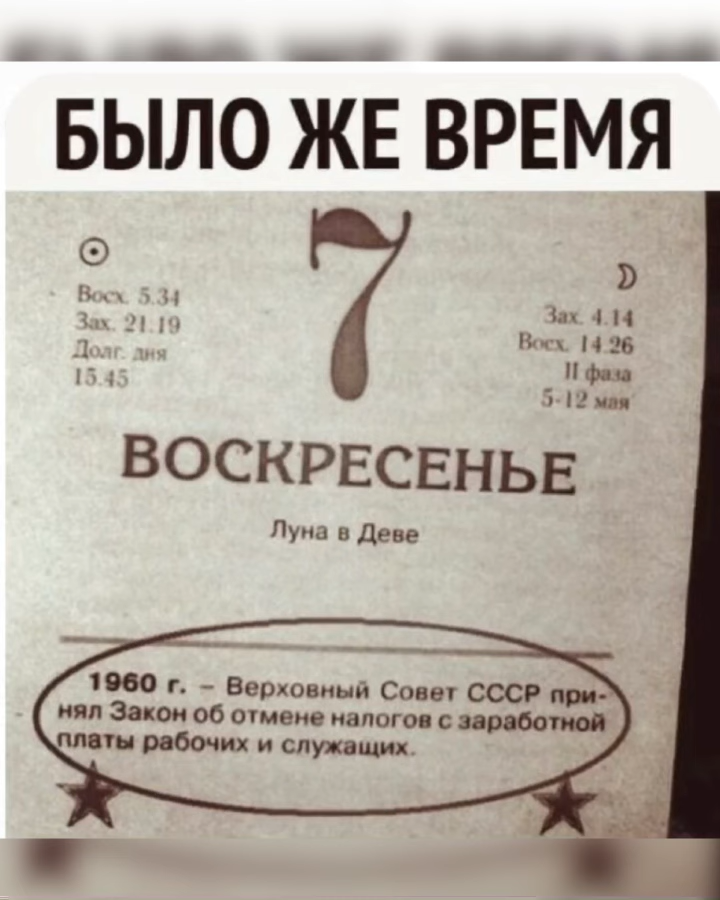 БЫЛО ЖЕ ВРЕМЯ
7
Восх. 5.34
Зах. 21.19
Долг. дня
15.45
Зах. 4.14
Восх. 14.26
II фаза
5-12 мая
ВОСКРЕСЕНЬЕ
Луна в Деве
1960 г. – Верховный Совет СССР при-
нял Закон об отмене налогов с заработной
платы рабочих и служащих.